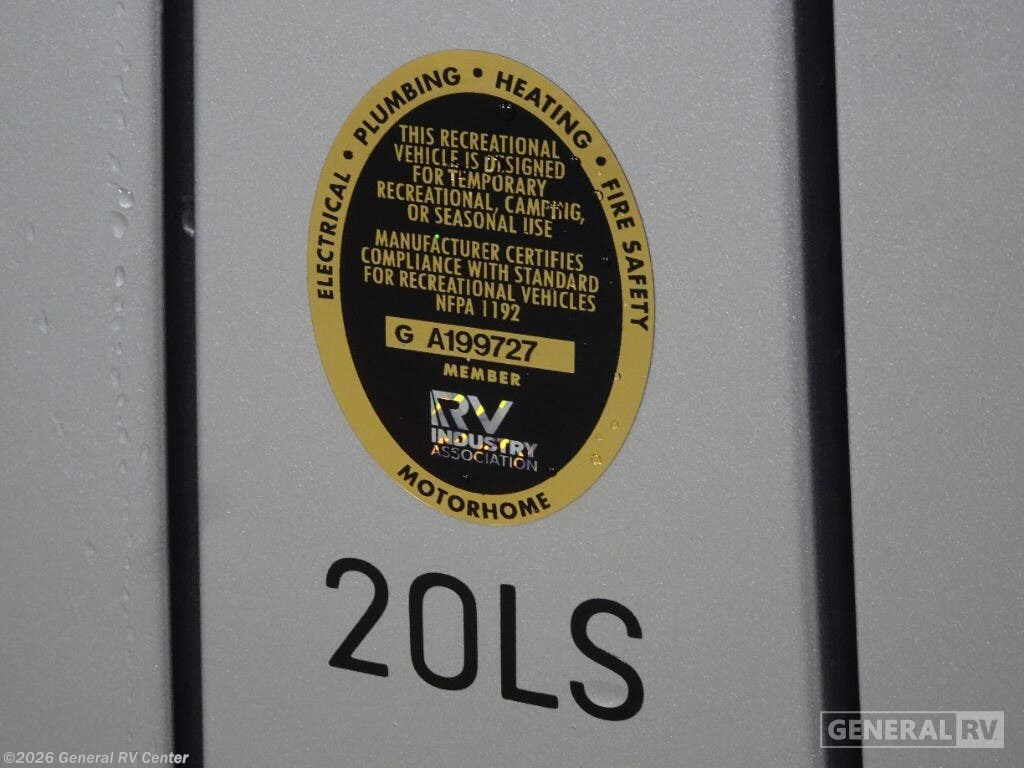 ELECTRICAL • PLUMBING • HEATING • FIRE SAFETY
THIS RECREATIONAL
VEHICLE IS DESIGNED
FOR TEMPORARY
RECREATIONAL, CAMPING,
OR SEASONAL USE
MANUFACTURER CERTIFIES
COMPLIANCE WITH STANDARD
FOR RECREATIONAL VEHICLES
NFPA 1192
G A199727
MEMBER
RV
INDUSTRY
ASSOCIATION
MOTORHOME
20LS
GENERAL RV
©2026 General RV Center